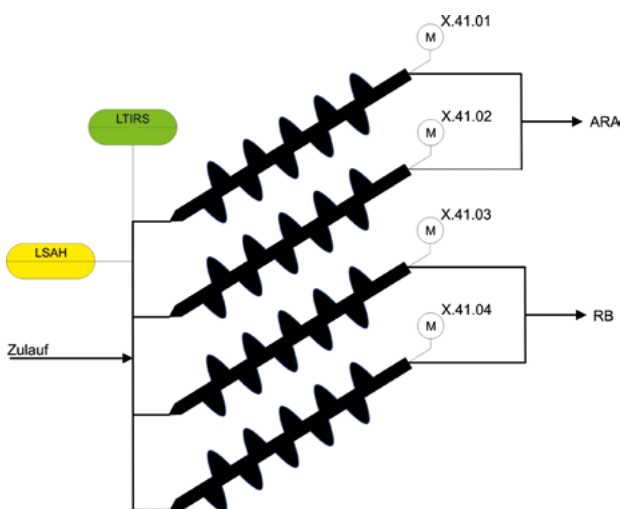 X.41.01
M
LTIRS
X.41.02
M
ARA
X.41.03
M
LSAH
X.41.04
M
RB
Zulauf